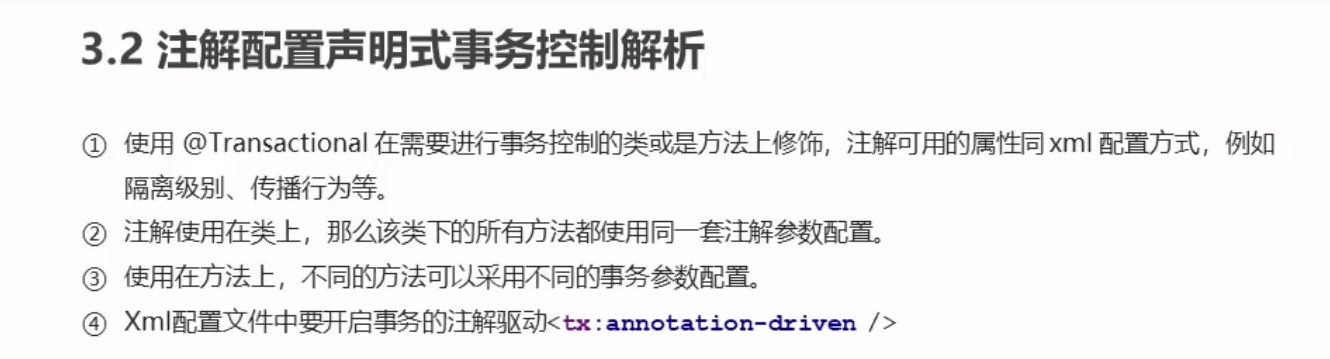 3.2 注解配置声明式事务控制解析
① 使用 @Transactional 在需要进行事务控制的类或是方法上修饰，注解可用的属性同 xml 配置方式，例如
隔离级别、传播行为等。
② 注解使用在类上，那么该类下的所有方法都使用同一套注解参数配置。
③ 使用在方法上，不同的方法可以采用不同的事务参数配置。
④ Xml配置文件中要开启事务的注解驱动<tx:annotation-driven />